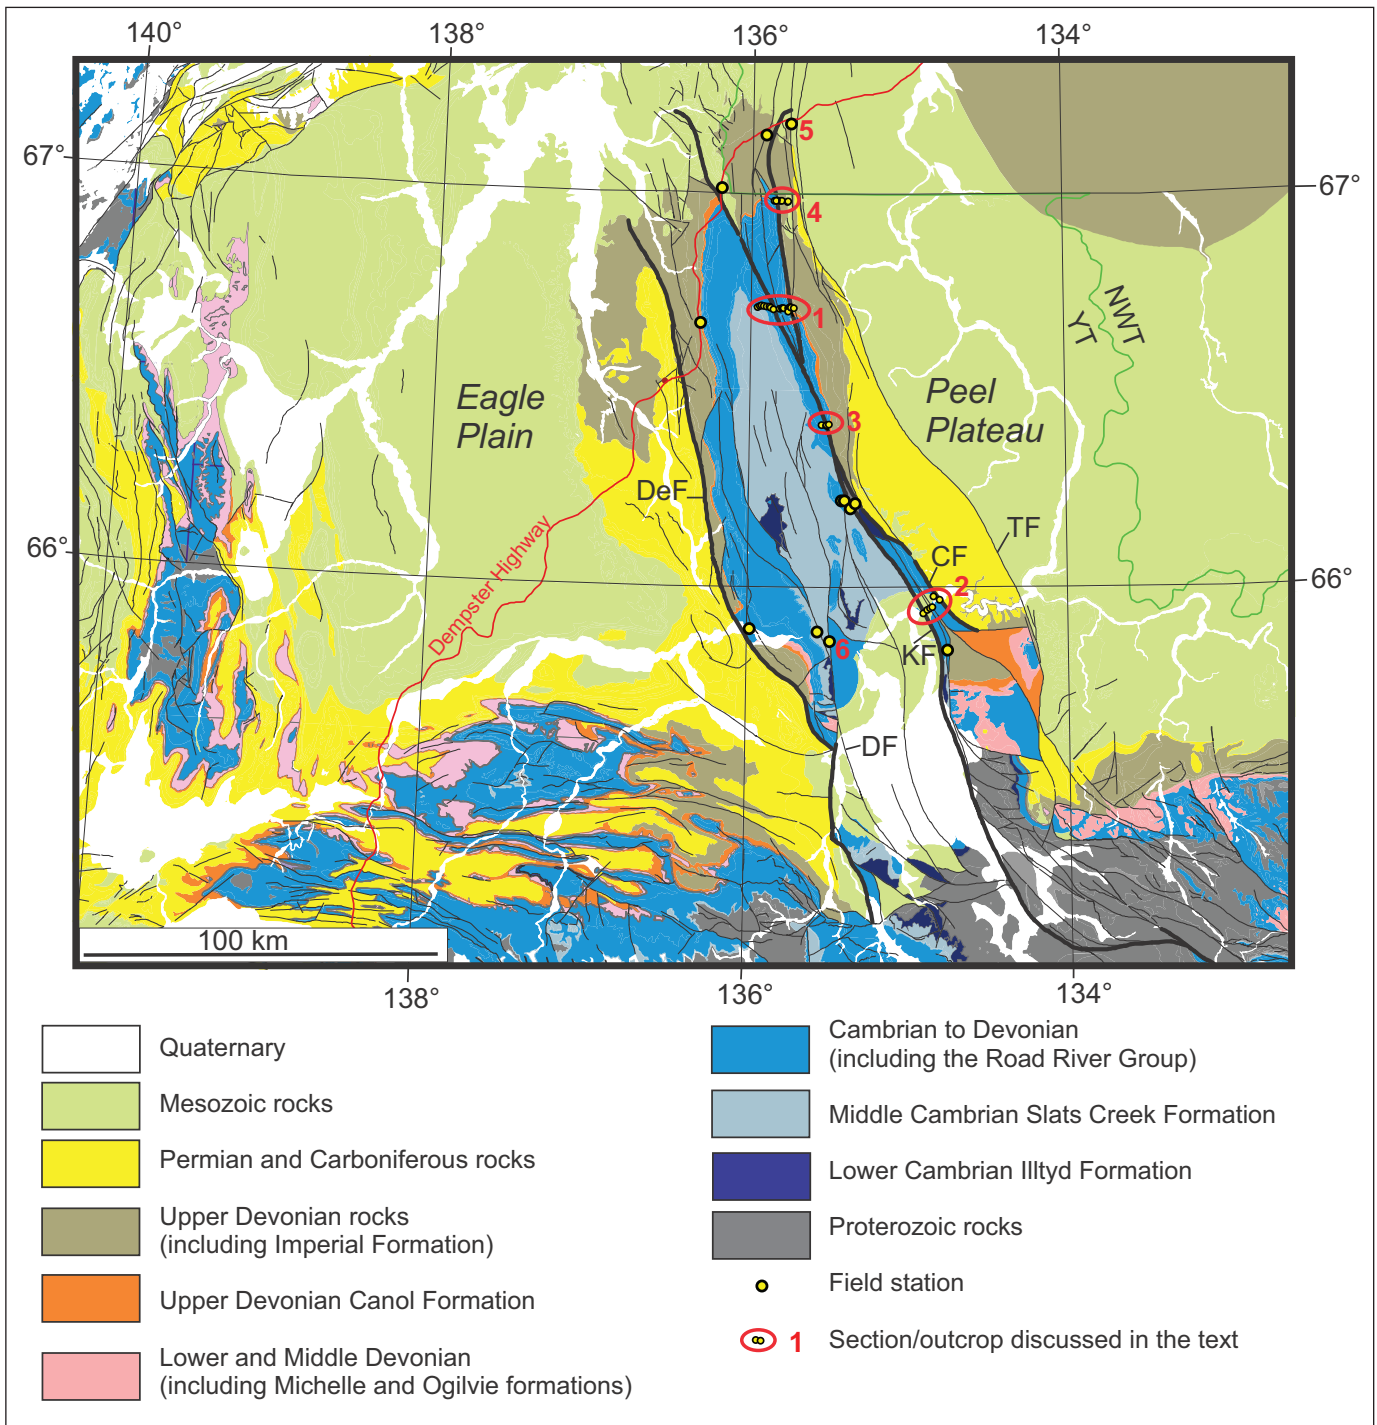 140°
138°
136°
134°
67°
67°
5
4
1
NWT
YT
Eagle
Plain
Peel
Plateau
3
DeF
TF
Dempster Highway
CF
66°
66°
2
6
KF
DF
100 km
138°
136°
134°
Quaternary
Mesozoic rocks
Permian and Carboniferous rocks
Upper Devonian rocks
(including Imperial Formation)
Upper Devonian Canol Formation
Lower and Middle Devonian
(including Michelle and Ogilvie formations)
Cambrian to Devonian
(including the Road River Group)
Middle Cambrian Slats Creek Formation
Lower Cambrian Illtyd Formation
Proterozoic rocks
Field station
1 Section/outcrop discussed in the text